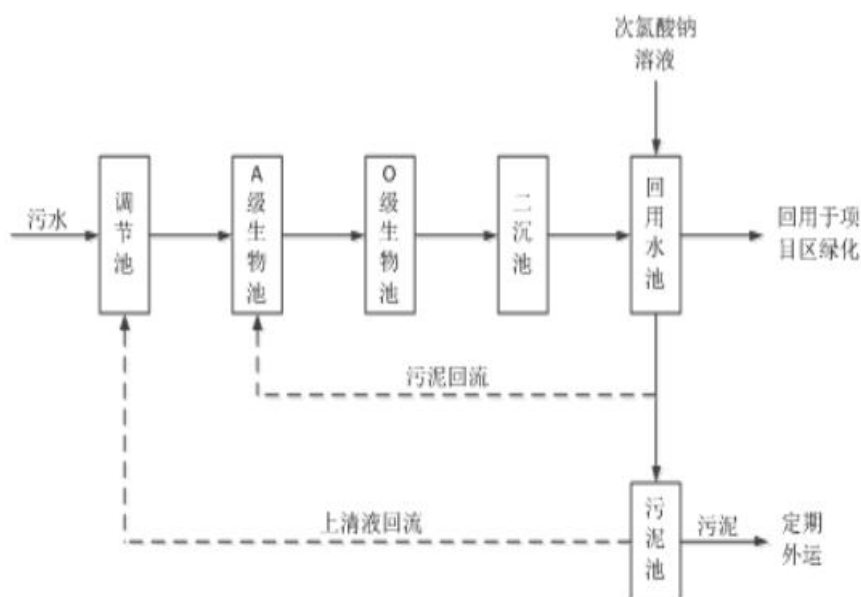 次氯酸钠
溶液
污水
调节池
A级生物池
O级生物池
二沉池
回用水池
回用于项
目区绿化
污泥回流
上清液回流
污泥池
污泥
定期
外运